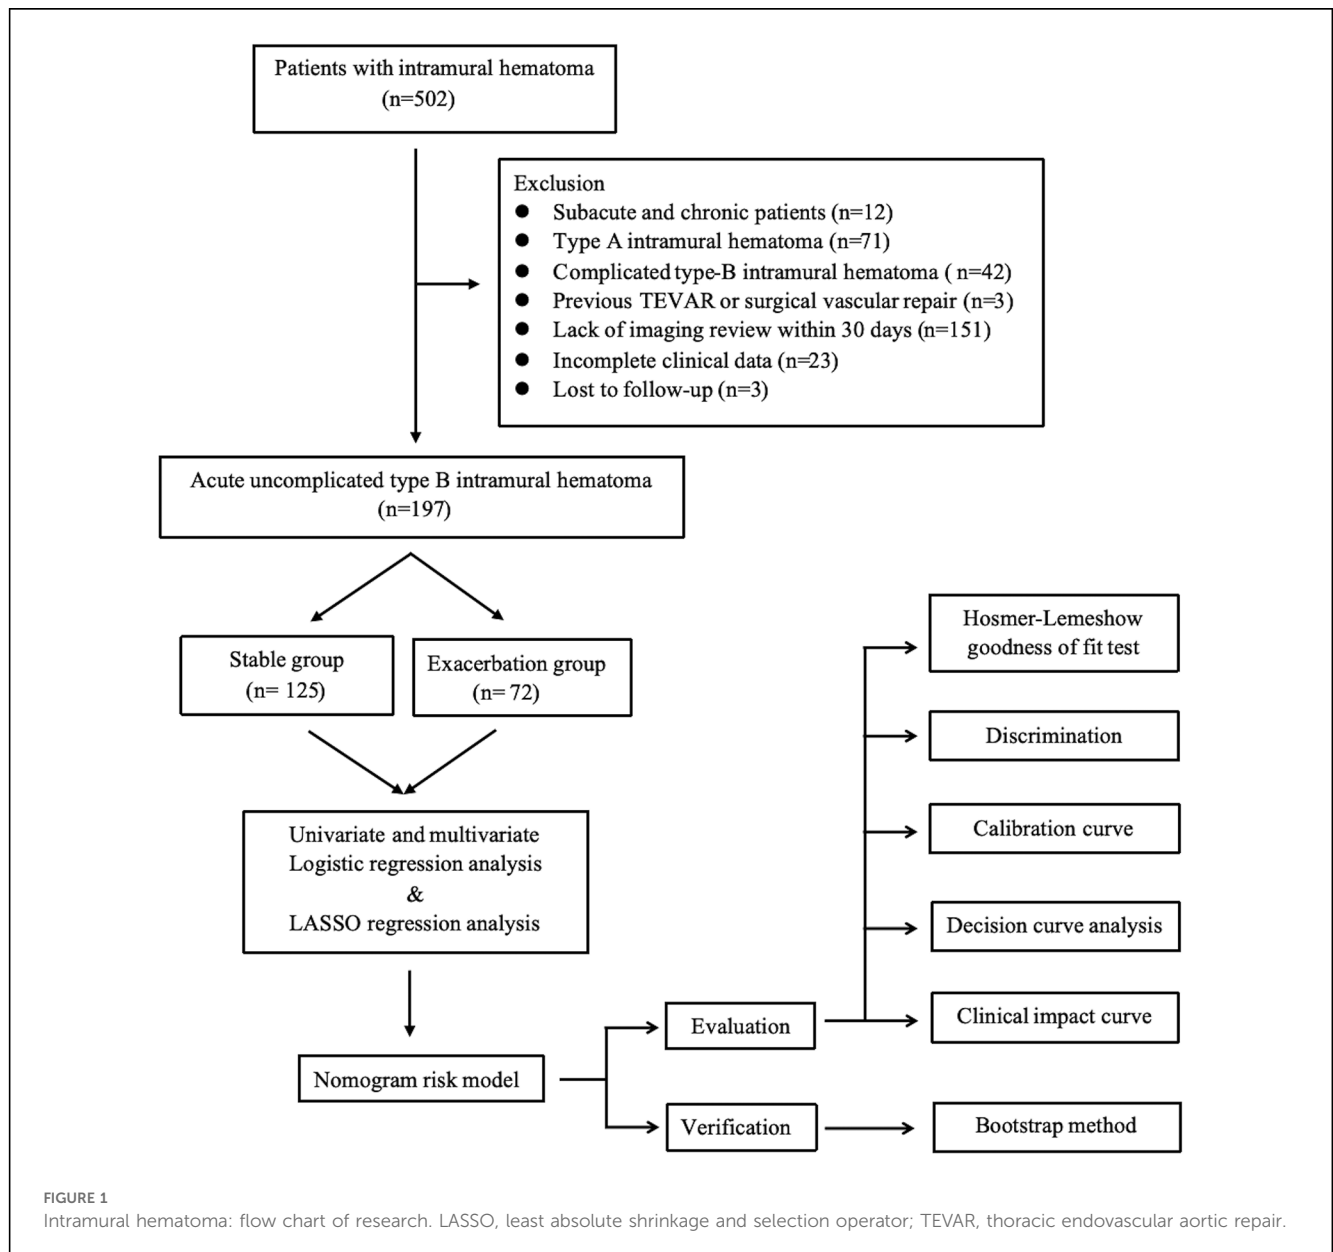 Patients with intramural hematoma
(n=502)
Exclusion
● Subacute and chronic patients (n=12)
● Type A intramural hematoma (n=71)
● Complicated type-B intramural hematoma ( n=42)
● Previous TEVAR or surgical vascular repair (n=3)
● Lack of imaging review within 30 days (n=151)
● Incomplete clinical data (n=23)
● Lost to follow-up (n=3)
Acute uncomplicated type B intramural hematoma
(n=197)
Stable group
(n= 125)
Exacerbation group
(n= 72)
Univariate and multivariate
Logistic regression analysis
&
LASSO regression analysis
Nomogram risk model
Evaluation
Verification
Hosmer-Lemeshow
goodness of fit test
Discrimination
Calibration curve
Decision curve analysis
Clinical impact curve
Bootstrap method
FIGURE 1
Intramural hematoma: flow chart of research. LASSO, least absolute shrinkage and selection operator; TEVAR, thoracic endovascular aortic repair.